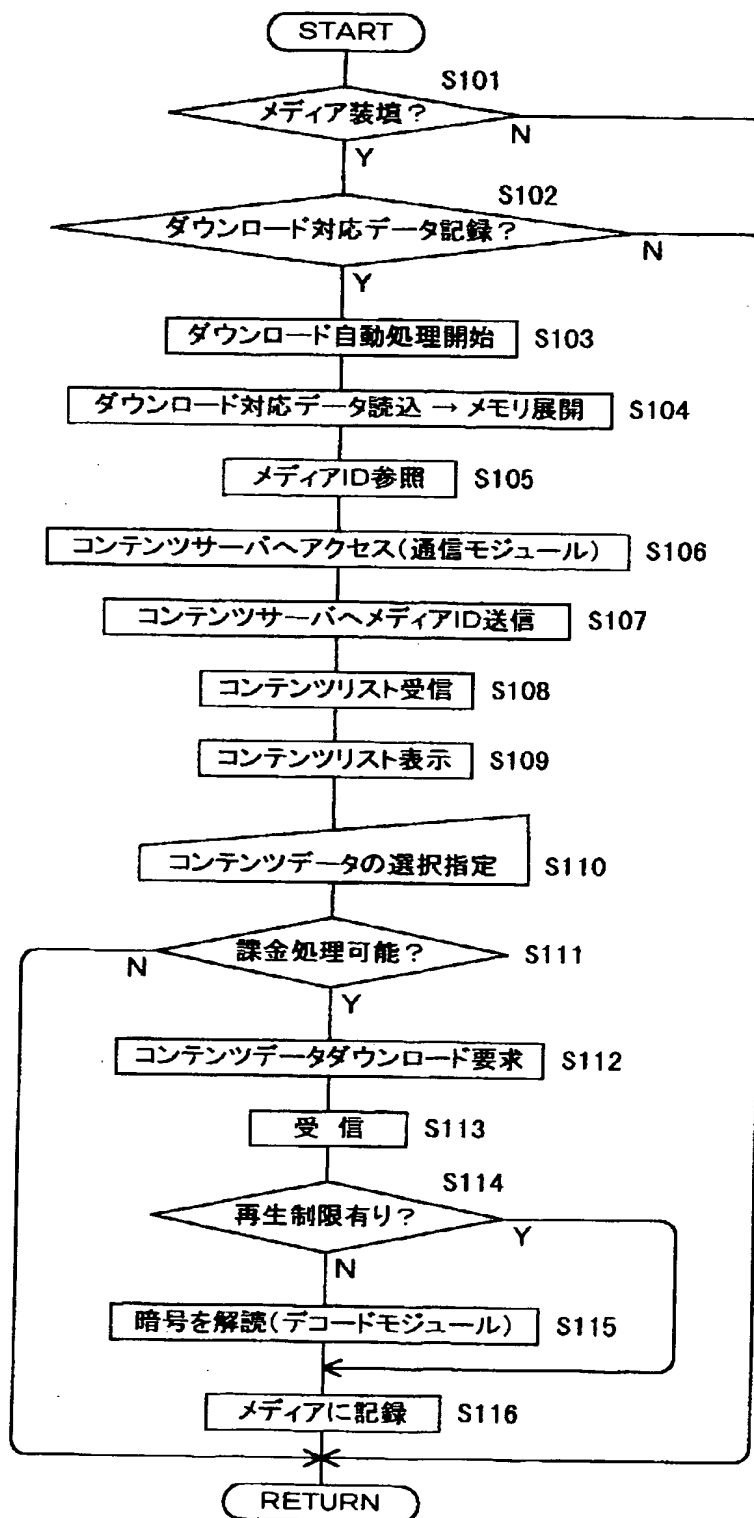 START
S101
メディア装填？
N
Y
S102
ダウンロード対応データ記録？
N
Y
ダウンロード自動処理開始 S103
ダウンロード対応データ読込 → メモリ展開 S104
メディアID参照 S105
コンテンツサーバへアクセス(通信モジュール) S106
コンテンツサーバへメディアID送信 S107
コンテンツリスト受信 S108
コンテンツリスト表示 S109
コンテンツデータの選択指定 S110
課金処理可能？ S111
N
Y
コンテンツデータダウンロード要求 S112
受 信 S113
S114
再生制限有り？
Y
N
暗号を解読(デコードモジュール) S115
メディアに記録 S116
RETURN